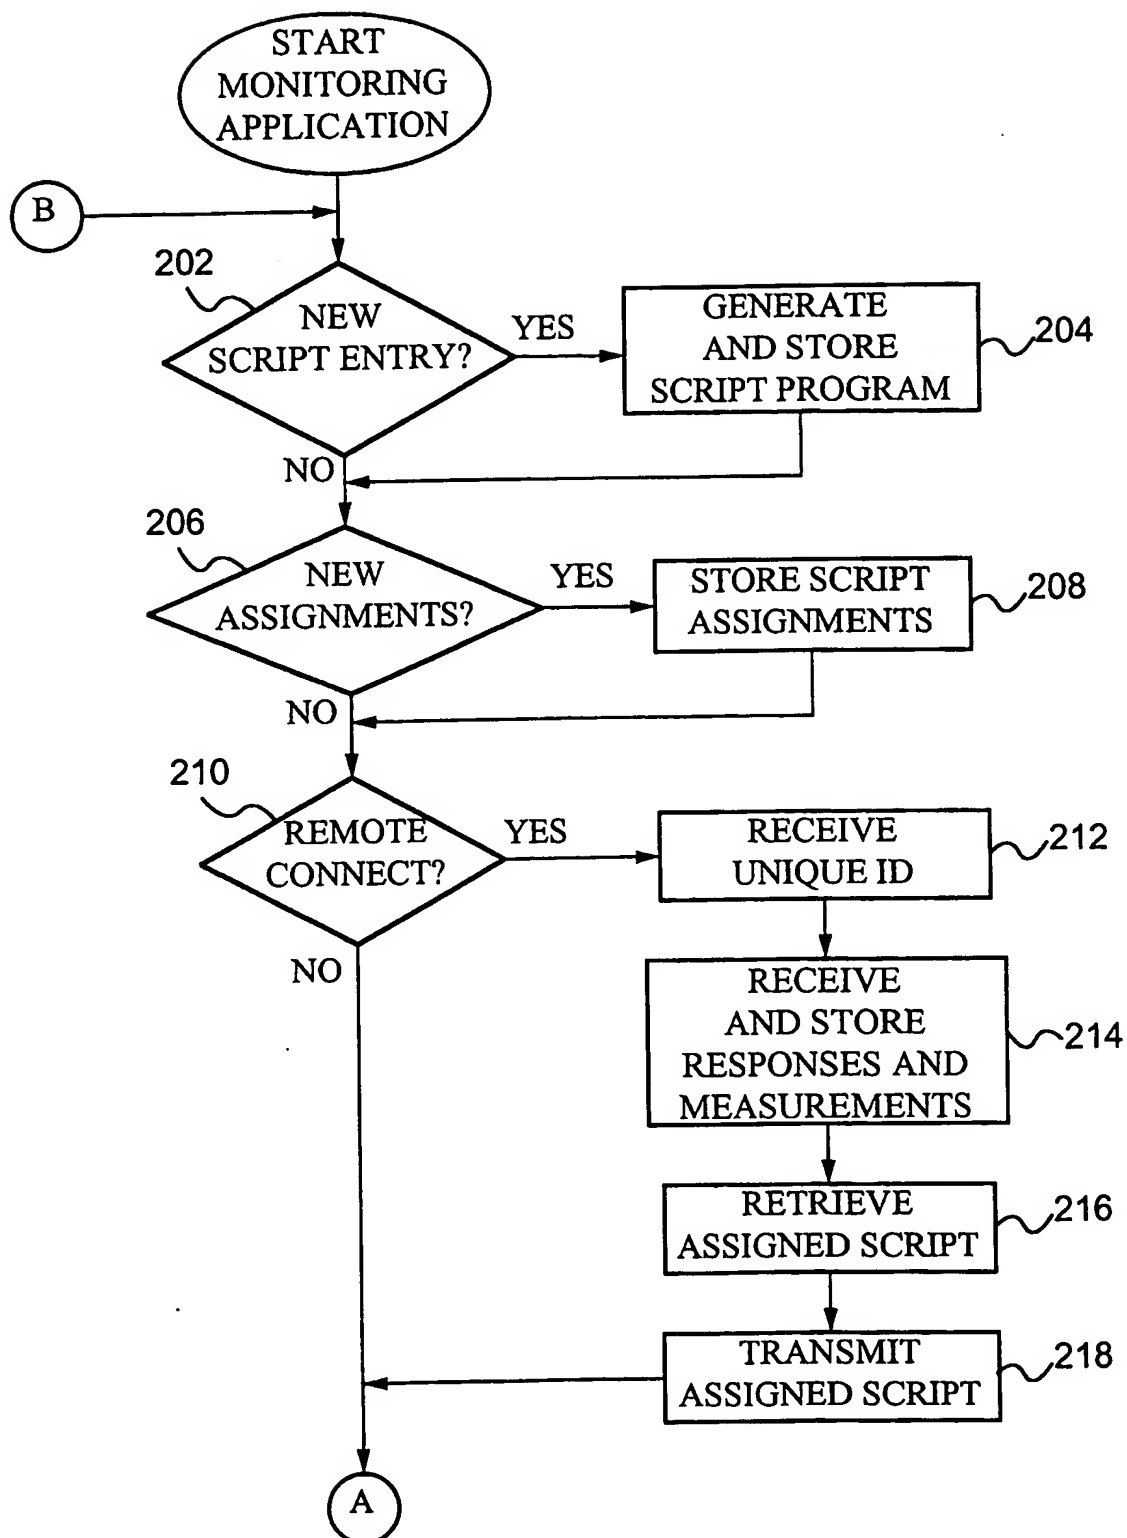 START
MONITORING
APPLICATION
B
202
NEW
SCRIPT ENTRY?
YES
GENERATE
AND STORE
SCRIPT PROGRAM
204
NO
206
NEW
ASSIGNMENTS?
YES
STORE SCRIPT
ASSIGNMENTS
208
NO
210
REMOTE
CONNECT?
YES
RECEIVE
UNIQUE ID
212
NO
RECEIVE
AND STORE
RESPONSES AND
MEASUREMENTS
214
RETRIEVE
ASSIGNED SCRIPT
216
TRANSMIT
ASSIGNED SCRIPT
218
A